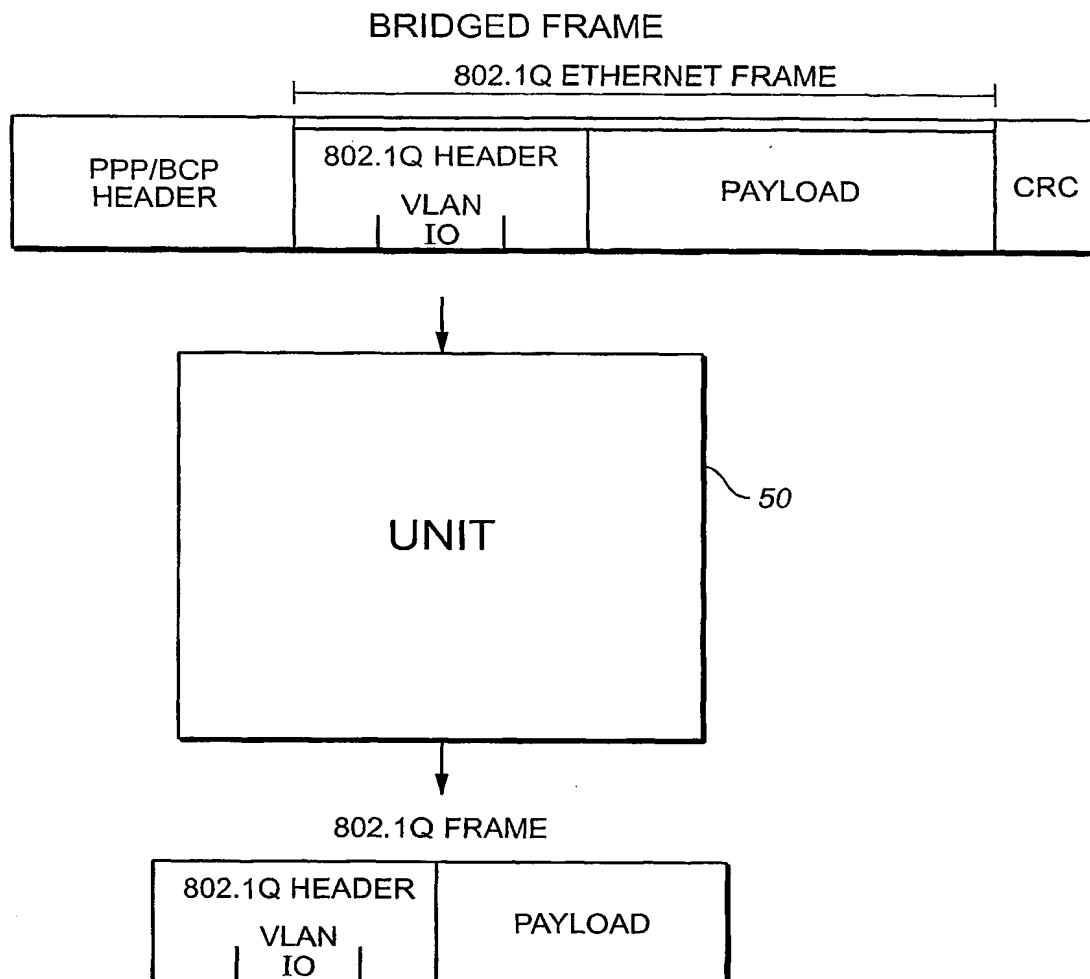 BRIDGED FRAME
802.1Q ETHERNET FRAME
PPP/BCP
HEADER
802.1Q HEADER
VLAN
IO
PAYLOAD
CRC
UNIT
50
802.1Q FRAME
802.1Q HEADER
VLAN
IO
PAYLOAD